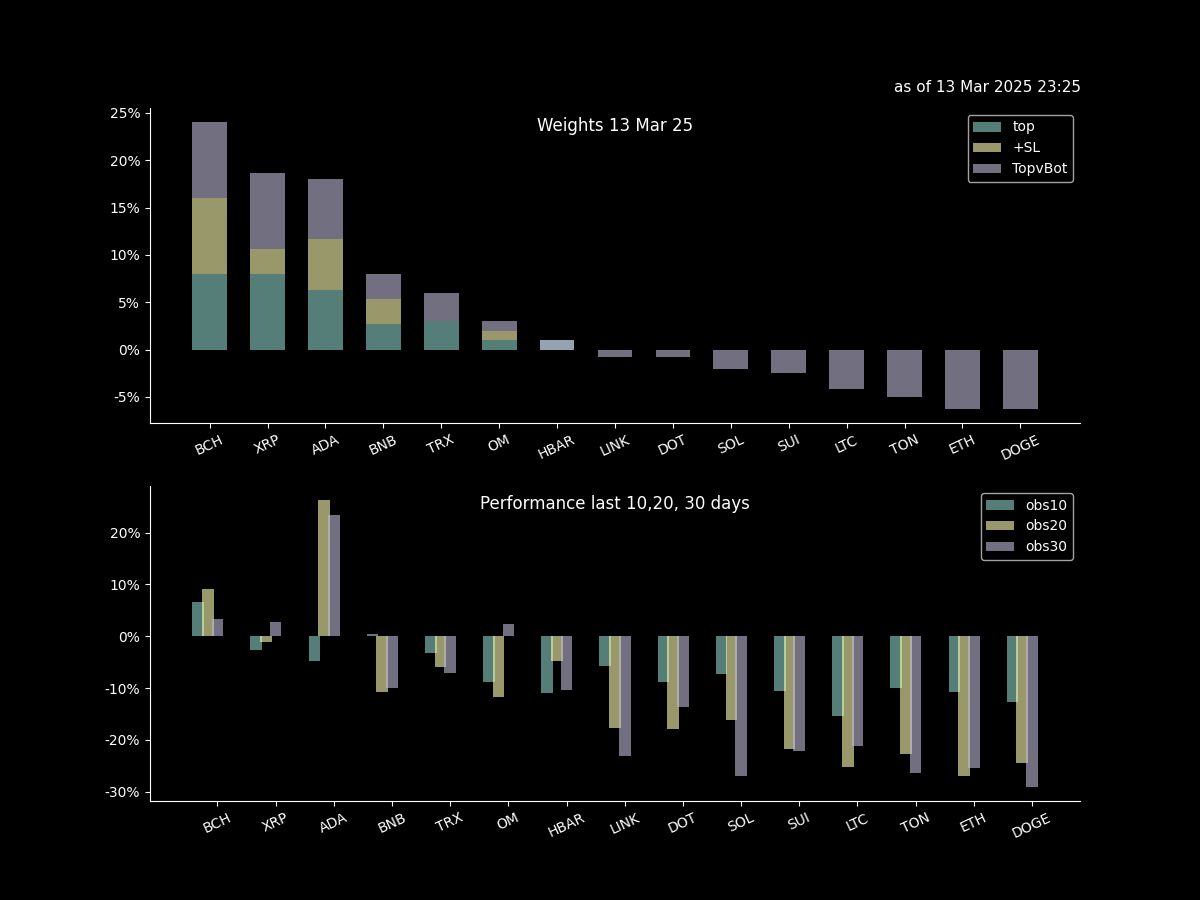 as of 13 Mar 2025 23:25
Weights 13 Mar 25
top
+SL
TopvBot
25%
20%
15%
10%
5%
0%
-5%
BCH XRP ADA BNB TRX OM HBAR LINK DOT SOL SUI LTC TON ETH DOGE
Performance last 10,20, 30 days
obs10
obs20
obs30
20%
10%
0%
-10%
-20%
-30%
BCH XRP ADA BNB TRX OM HBAR LINK DOT SOL SUI LTC TON ETH DOGE